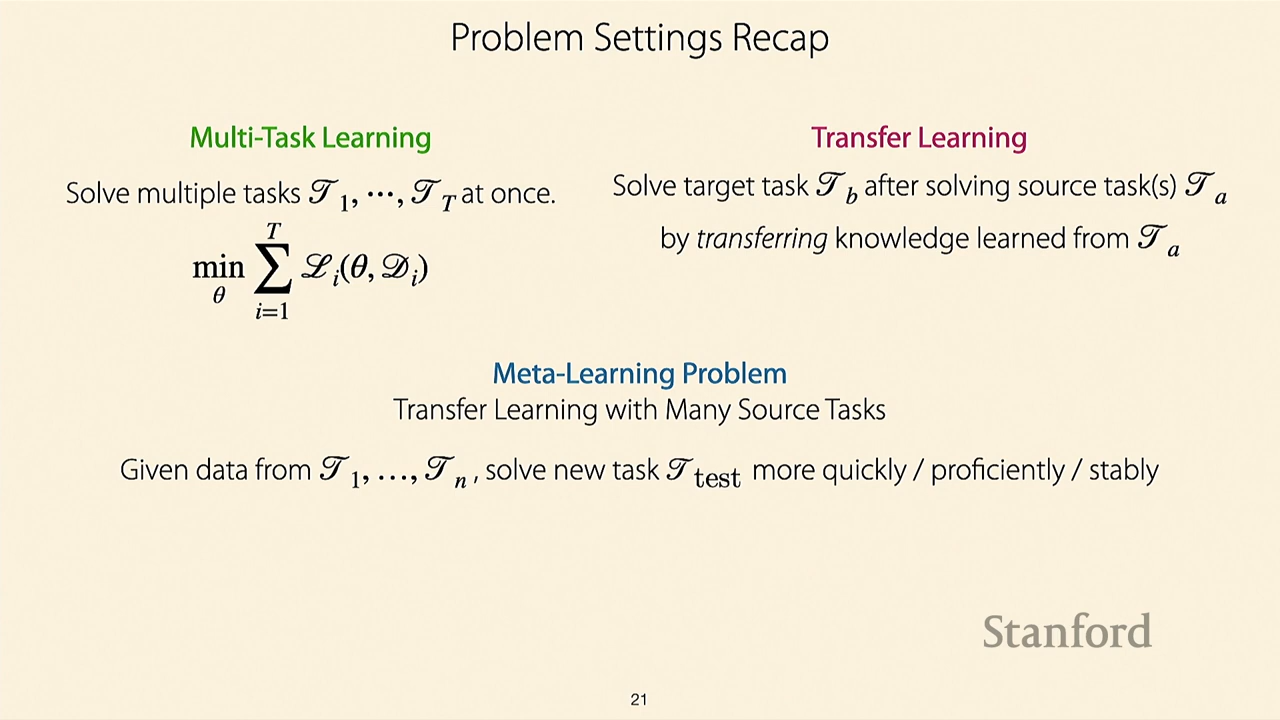 Problem Settings Recap
Multi-Task Learning
Solve multiple tasks 𝒯₁, ⋯, 𝒯_T at once.
min_θ ∑_{i=1}^{T} ℒ_i(θ, 𝒟_i)
Transfer Learning
Solve target task 𝒯_b after solving source task(s) 𝒯_a
by transferring knowledge learned from 𝒯_a
Meta-Learning Problem
Transfer Learning with Many Source Tasks
Given data from 𝒯₁, …, 𝒯_n, solve new task 𝒯_test more quickly / proficiently / stably
Stanford
21